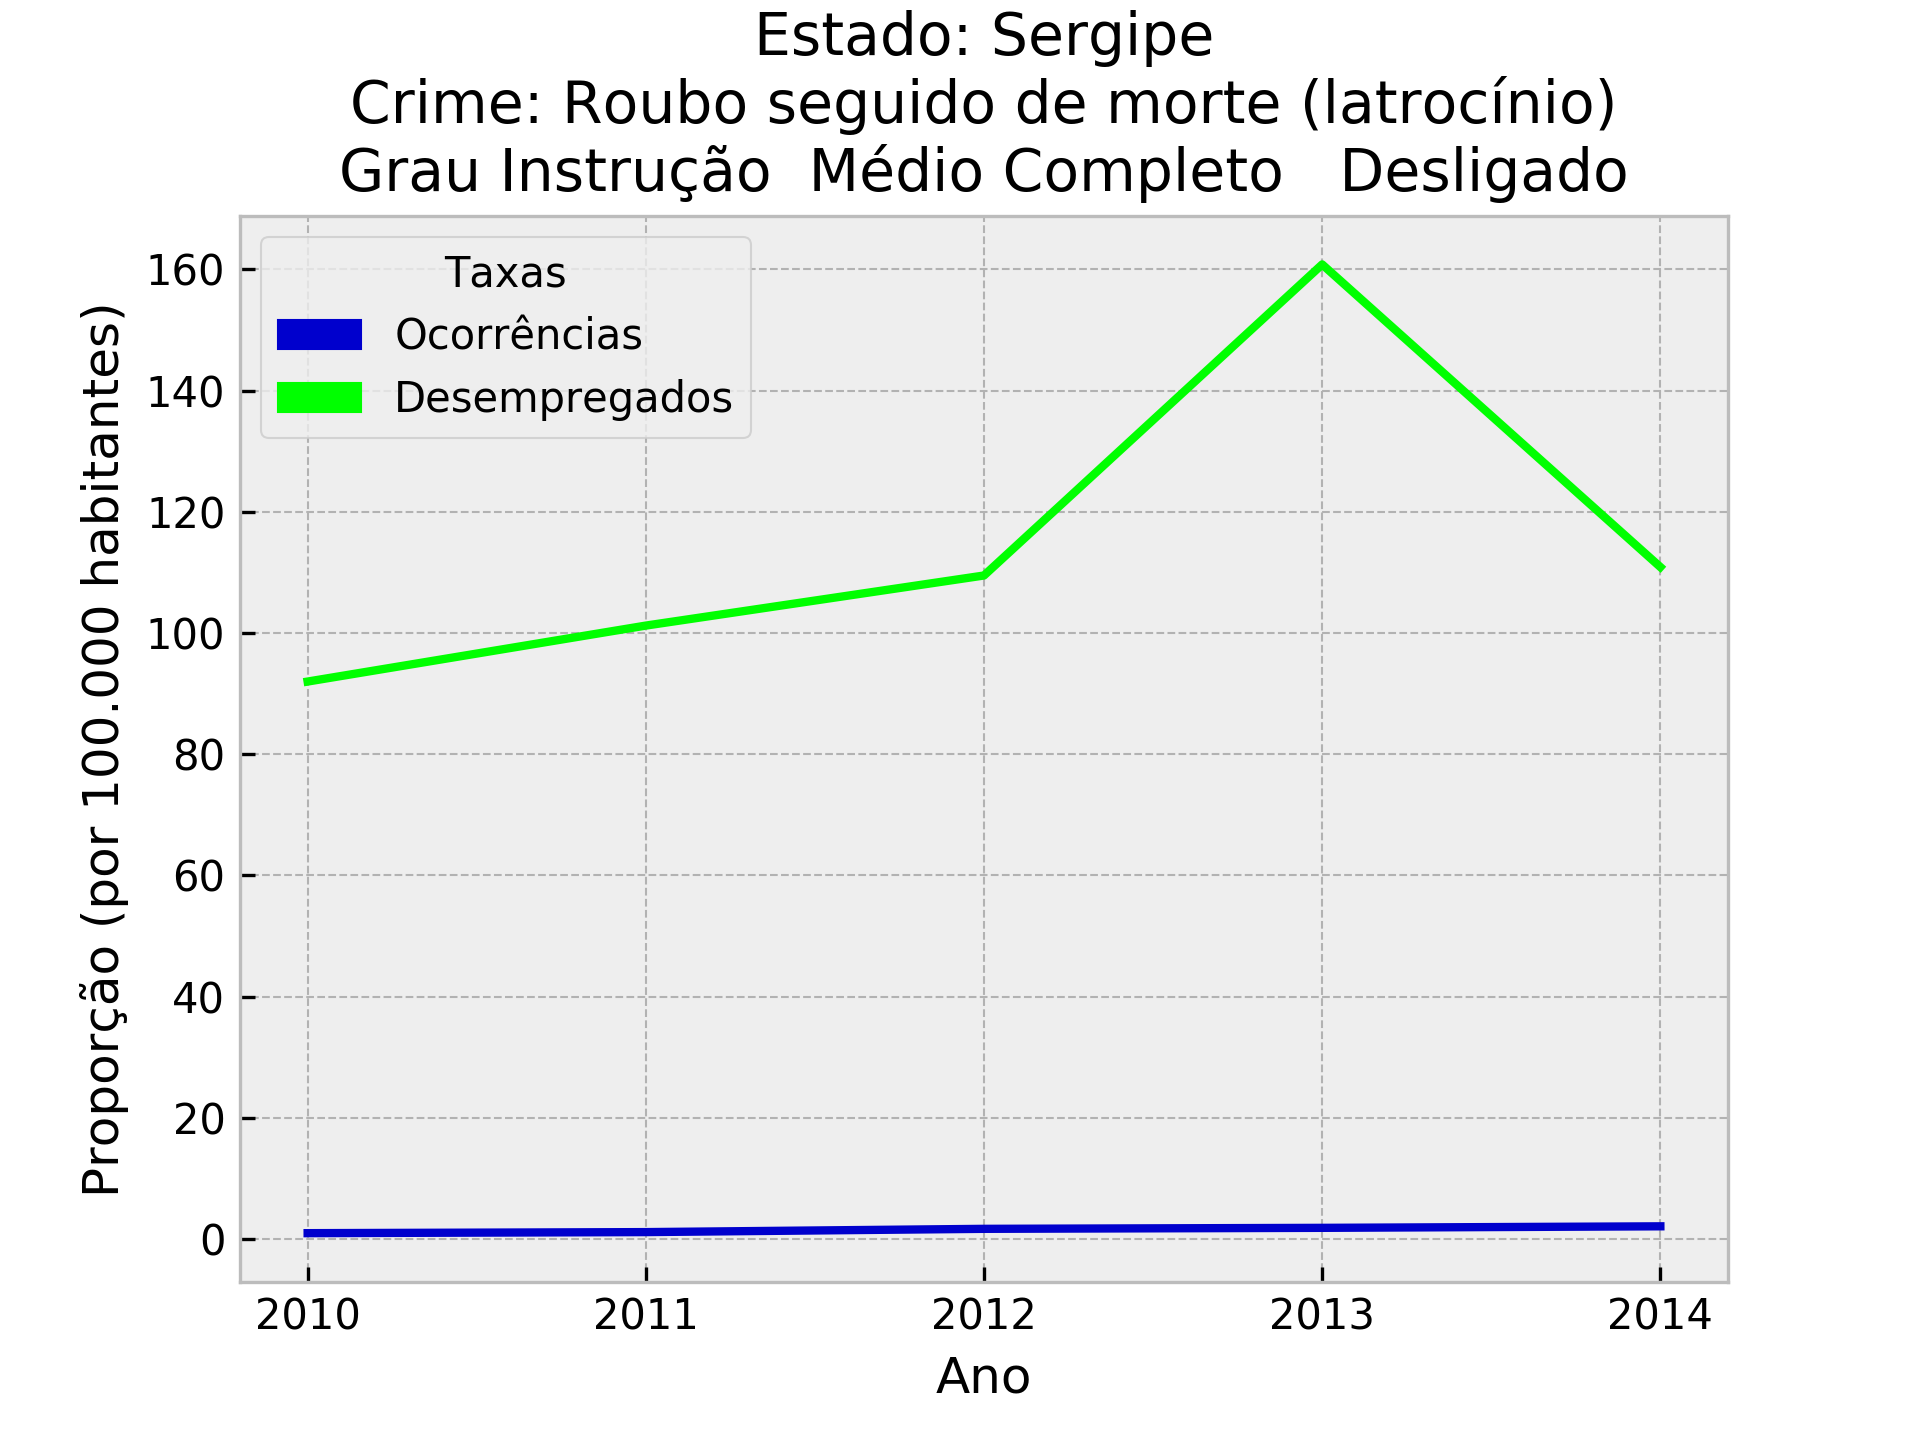 Estado: Sergipe
Crime: Roubo seguido de morte (latrocínio)
Grau Instrução  Médio Completo   Desligado
Taxas
Ocorrências
Desempregados
Proporção (por 100.000 habitantes)
160
140
120
100
80
60
40
20
0
2010 2011 2012 2013 2014
Ano